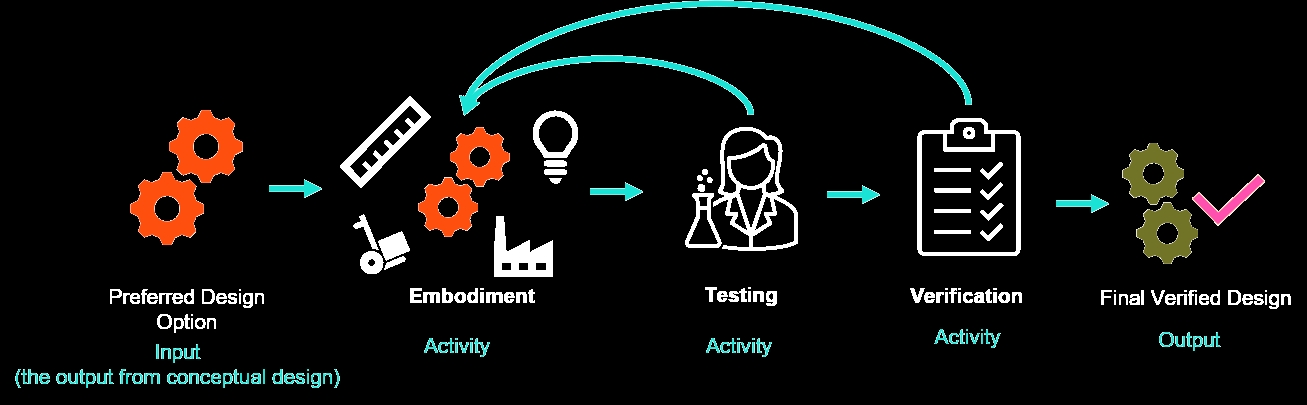 Preferred Design
Option
Input
(the output from conceptual design)
Embodiment
Activity
Testing
Activity
Verification
Activity
Final Verified Design
Output